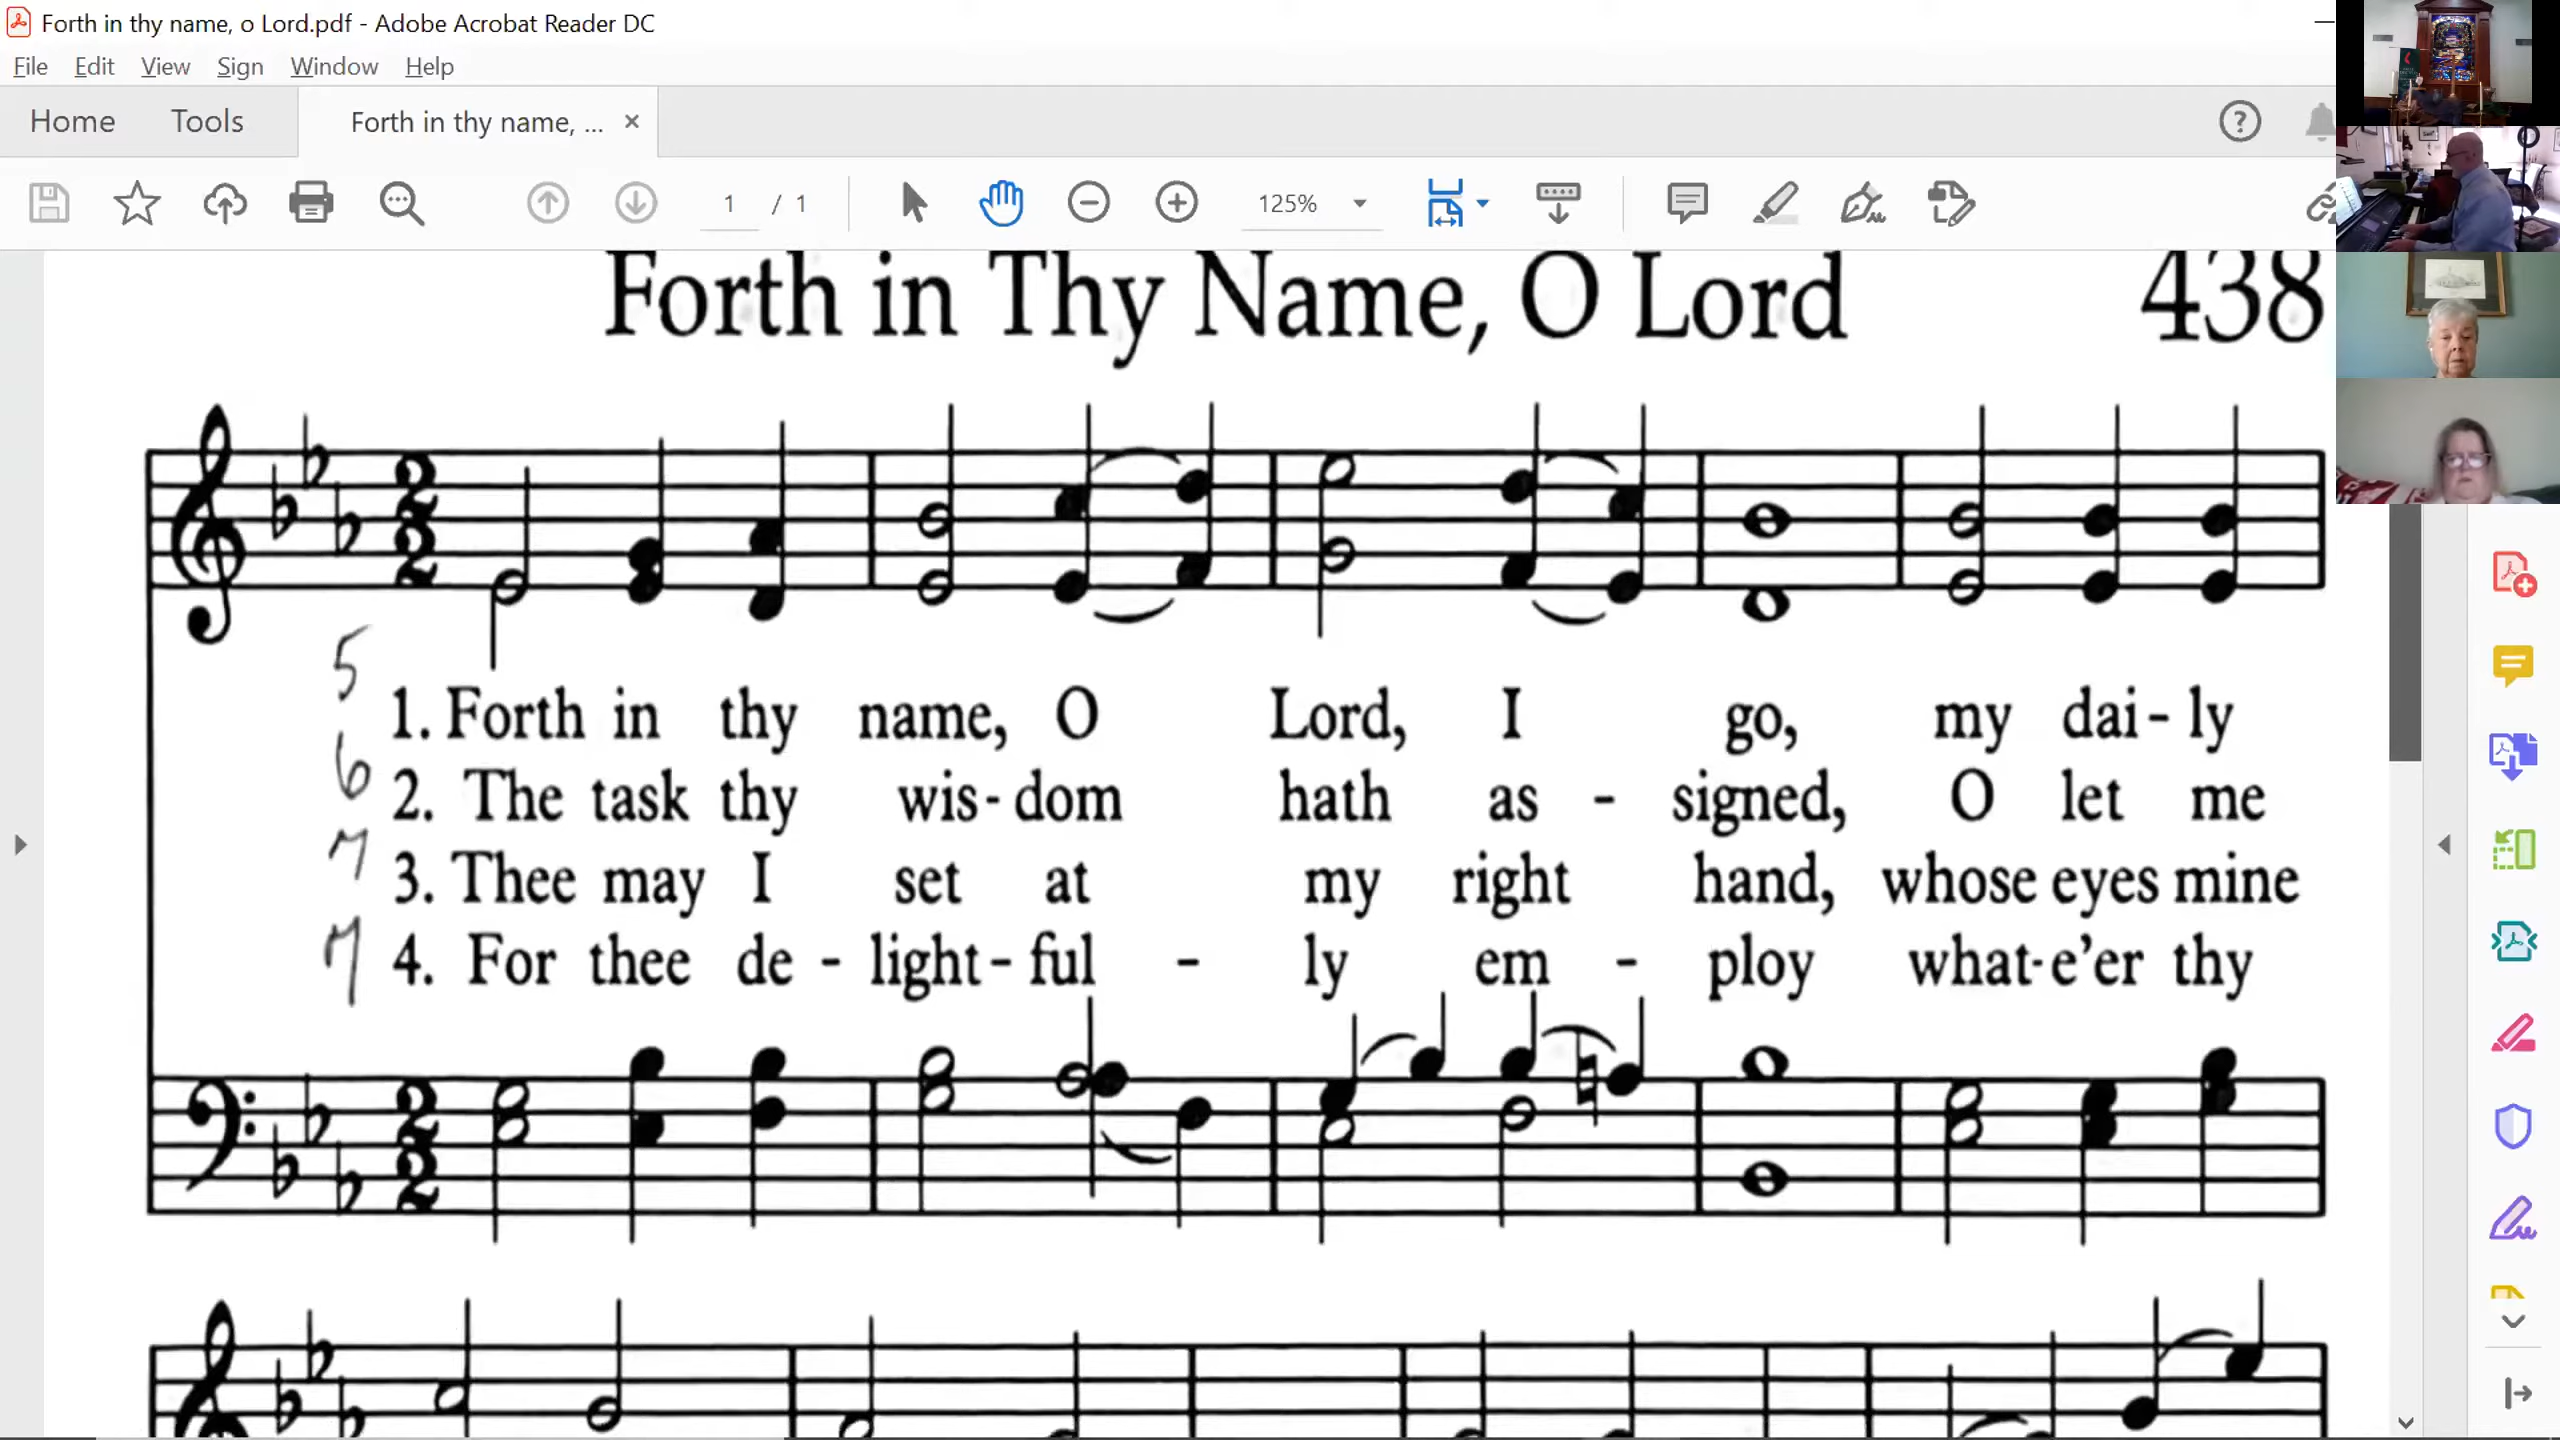 Forth in thy name, o Lord.pdf - Adobe Acrobat Reader DC
File Edit View Sign Window Help
Home Tools Forth in thy name, ... ×
1 / 1 125%
Forth in Thy Name, O Lord 438
5
1. Forth in thy name, O Lord, I go, my dai - ly
6
2. The task thy wis - dom hath as - signed, O let me
7
3. Thee may I set at my right hand, whose eyes mine
7
4. For thee de - light - ful - ly em - ploy what - e'er thy